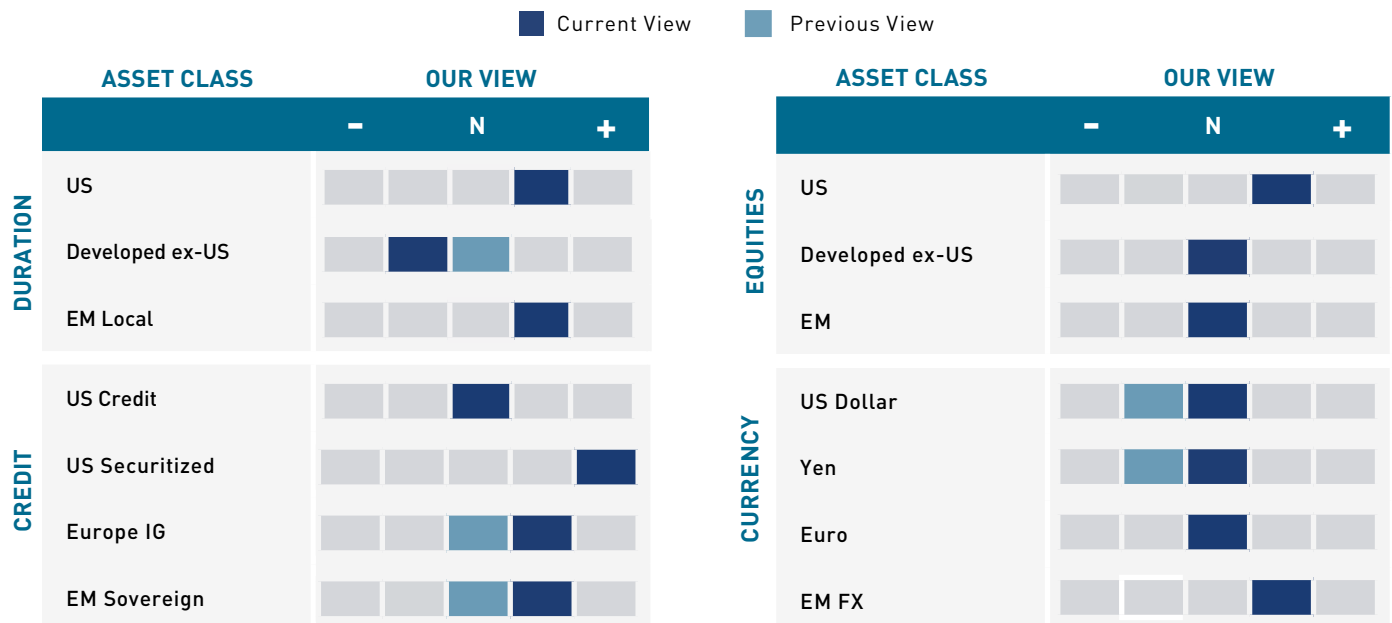 Current View
Previous View
ASSET CLASS
OUR VIEW
- N +
DURATION
US
Developed ex-US
EM Local
CREDIT
US Credit
US Securitized
Europe IG
EM Sovereign
ASSET CLASS
OUR VIEW
- N +
EQUITIES
US
Developed ex-US
EM
CURRENCY
US Dollar
Yen
Euro
EM FX